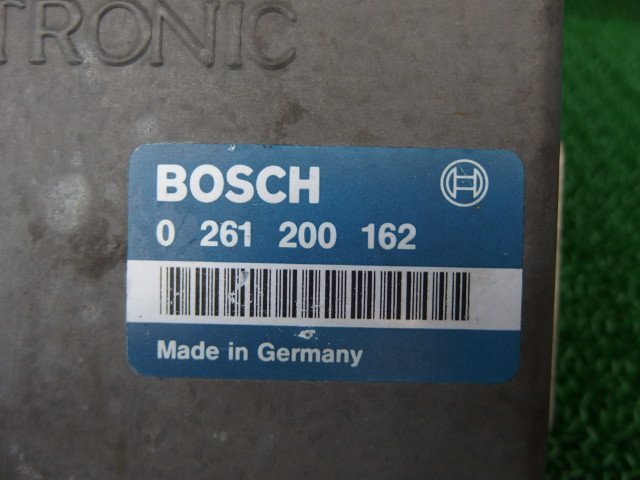 TRONIC
BOSCH
0 261 200 162
Made in Germany